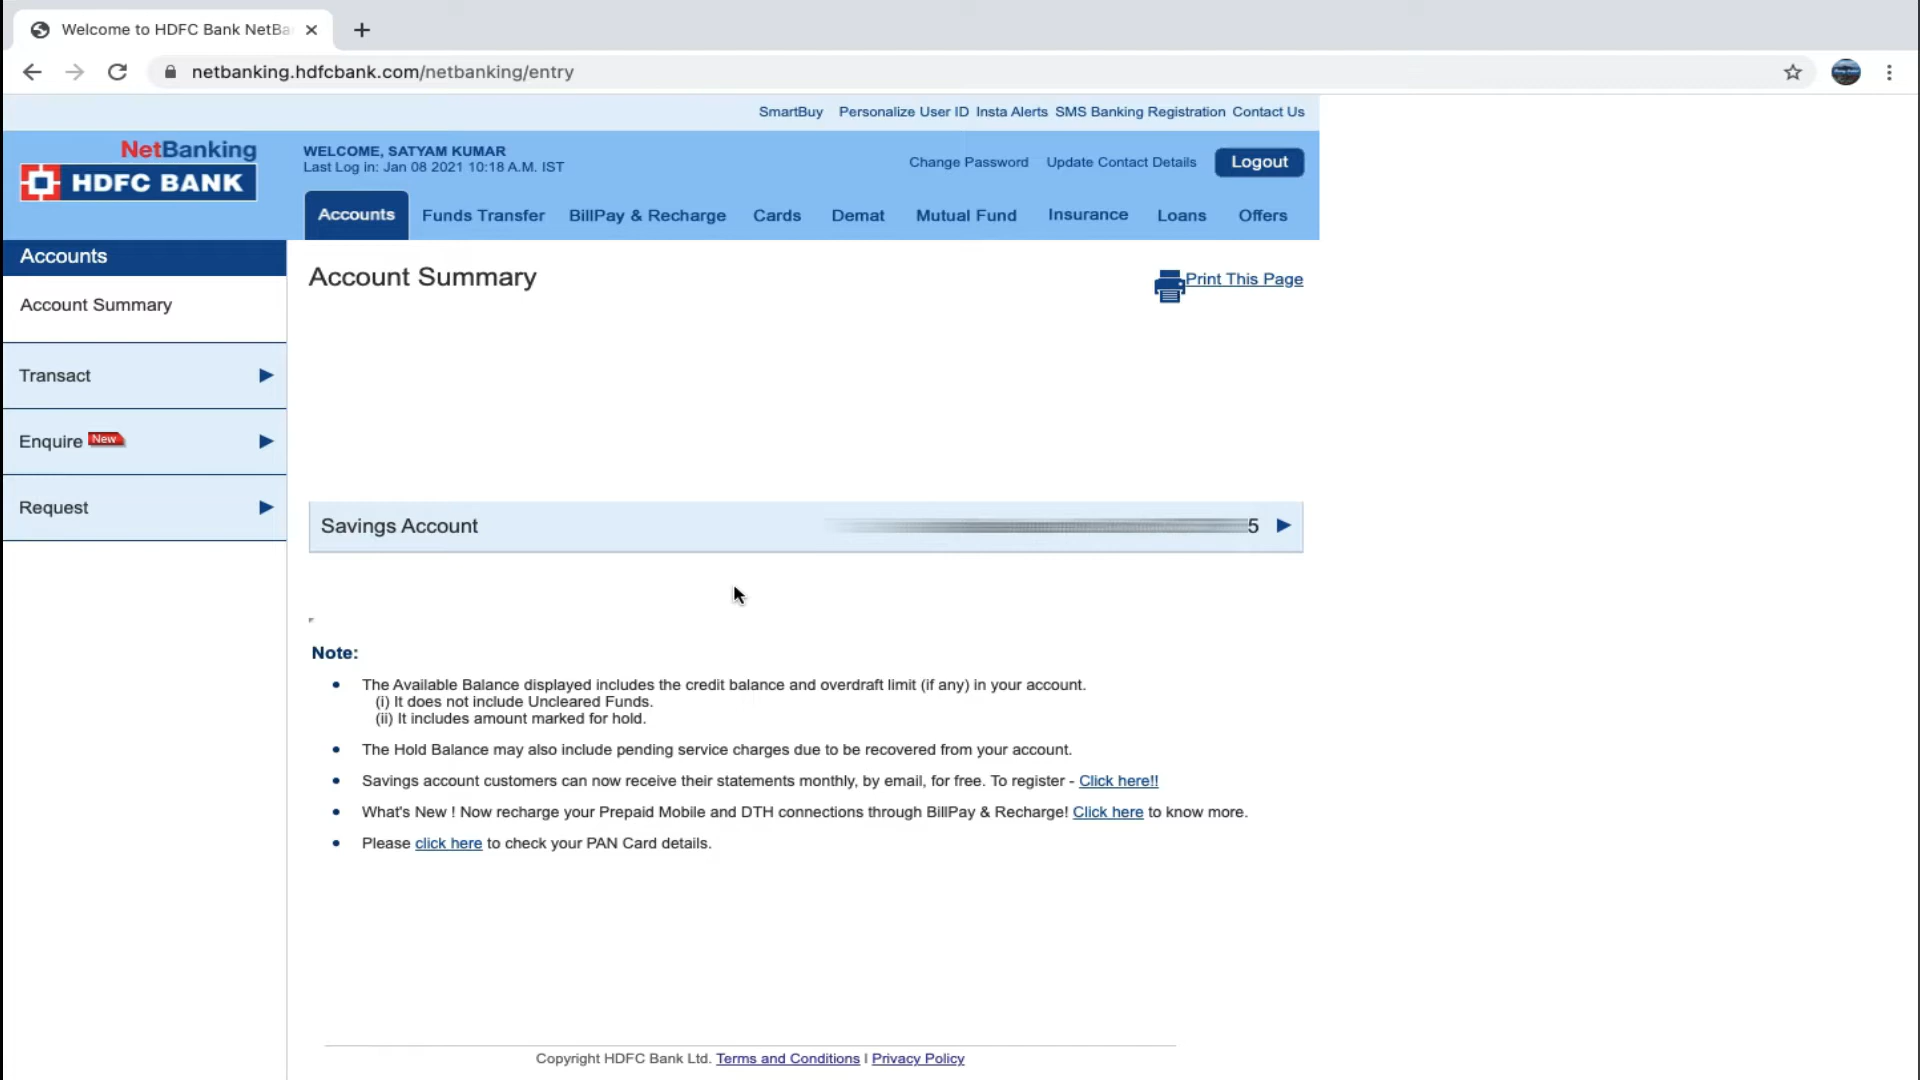 Welcome to HDFC Bank NetBa
netbanking.hdfcbank.com/netbanking/entry
SmartBuy Personalize User ID Insta Alerts SMS Banking Registration Contact Us
NetBanking
HDFC BANK
WELCOME, SATYAM KUMAR
Last Log in: Jan 08 2021 10:18 A.M. IST
Change Password Update Contact Details Logout
Accounts Funds Transfer BillPay & Recharge Cards Demat Mutual Fund Insurance Loans Offers
Accounts
Account Summary
Transact
Enquire New
Request
Account Summary
Print This Page
Savings Account 5
Note:
The Available Balance displayed includes the credit balance and overdraft limit (if any) in your account.
(i) It does not include Uncleared Funds.
(ii) It includes amount marked for hold.
The Hold Balance may also include pending service charges due to be recovered from your account.
Savings account customers can now receive their statements monthly, by email, for free. To register - Click here!!
What's New ! Now recharge your Prepaid Mobile and DTH connections through BillPay & Recharge! Click here to know more.
Please click here to check your PAN Card details.
Copyright HDFC Bank Ltd. Terms and Conditions I Privacy Policy